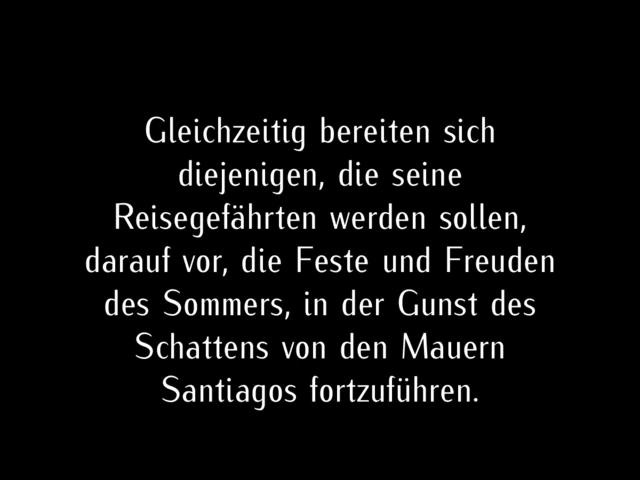 Gleichzeitig bereiten sich
diejenigen, die seine
Reisegefährten werden sollen,
darauf vor, die Feste und Freuden
des Sommers, in der Gunst des
Schattens von den Mauern
Santiagos fortzuführen.